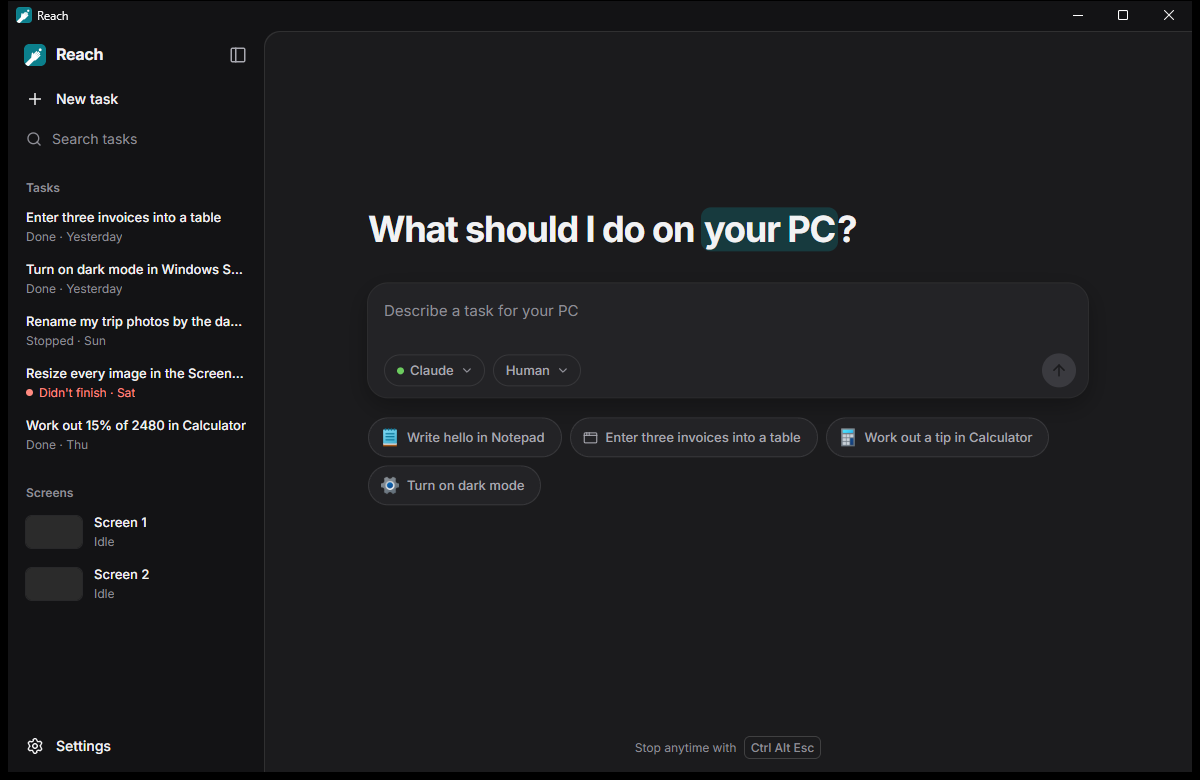 Reach
Reach
New task
Search tasks
Tasks
Enter three invoices into a table
Done · Yesterday
Turn on dark mode in Windows S...
Done · Yesterday
Rename my trip photos by the da...
Stopped · Sun
Resize every image in the Screen...
Didn't finish · Sat
Work out 15% of 2480 in Calculator
Done · Thu
Screens
Screen 1
Idle
Screen 2
Idle
Settings
What should I do on your PC?
Describe a task for your PC
Claude
Human
Write hello in Notepad
Enter three invoices into a table
Work out a tip in Calculator
Turn on dark mode
Stop anytime with Ctrl Alt Esc